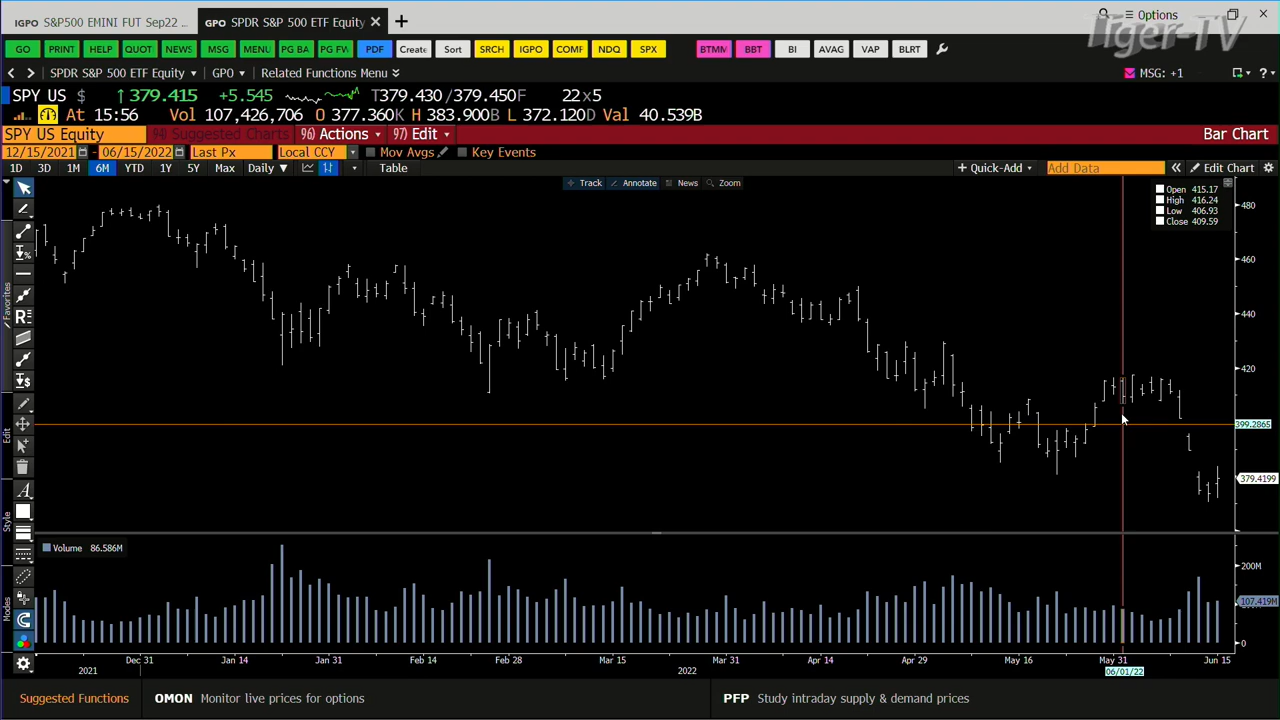 IGPO S&P500 EMINI FUT Sep22 ...
GPO SPDR S&P 500 ETF Equity
Options
Tiger-TV
GO PRINT HELP QUOT NEWS MSG MENU PG BA PG FV PDF Create Sort SRCH IGPO COMF NDQ SPX BTMM BBT BI AVAG VAP BLRT
SPDR S&P 500 ETF Equity GPO Related Functions Menu MSG: +1
SPY US $ ↑ 379.415 +5.545 T379.430 /379.450F 22x5
At 15:56 Vol 107,426,706 O 377.360K H 383.900B L 372.120D Val 40.539B
SPY US Equity 94) Suggested Charts 96) Actions 97) Edit Bar Chart
12/15/2021 - 06/15/2022 Last Px Local CCY Mov Avgs Key Events
1D 3D 1M 6M YTD 1Y 5Y Max Daily ▼ Table + Quick-Add Add Data « Edit Chart
Track Annotate News Zoom
Open 415.17
High 416.24
Low 406.93
Close 409.59
480
460
440
420
399.2865
379.4199
Favorites
Edit
Style
Modes
Volume 86.586M
200M
107.419M
0
Dec 31 Jan 14 Jan 31 Feb 14 Feb 28 Mar 15 Mar 31 Apr 14 Apr 29 May 16 May 31 Jun 15
2021 2022 06/01/22
Suggested Functions OMON Monitor live prices for options PFP Study intraday supply & demand prices